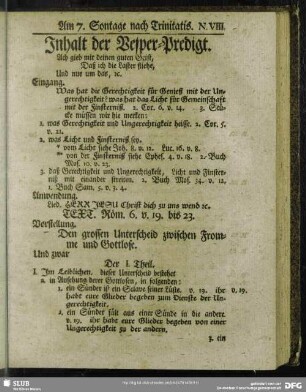 Am 7. Sontage nach Trinitatis. N. VIII.
Inhalt der Vesper-Predigt.
Ach gieb mir deinen guten Geist,
Daß ich die Laster fliehe,
Und nur um das, ꝛc.
Eingang.
Was hat die Gerechtigkeit für Genieß mit der Un-
gerechtigkeit? was hat das Licht für Gemeinschaft
mit der Finsterniß. 2. Cor. 6, v. 14. 3. Stü-
cke müssen wir hie merken:
1. was Gerechtigkeit und Ungerechtigkeit heisse. 2. Cor. 5.
v. 21.
2. was Licht und Finsterniß sey.
* vom Licht siehe Joh. 8. v. 12. Luc. 16, v. 8.
** von der Finsterniß siehe Ephes. 4. v. 18. 2. Buch
Mos. 10. v. 23.
3. daß Gerechtigkeit und Ungerechtigkeit, Licht und Finster-
niß mit einander streiten. 1. Buch Mos. 34. v. 12,
1. Buch Sam. 5. v. 3. 4.
Anwendung.
Lied. HERR JESU Christ dich zu uns wend ꝛc.
TEXT. Röm. 6, v. 19. bis 23.
Vorstellung.
Den grossen Unterscheid zwischen From-
me und Gottlose.
Und zwar
Der I. Theil.
I. Im Leiblichen. dieser Unterscheid bestehet
a. in Ansehung derer Gottlosen, in folgenden:
1. ein Sünder ist ein Sclave seiner Lüste. v. 19. ihr v. 19.
habt eure Glieder begeben zum Dienste der Un-
gerechtigkeit.
2. ein Sünder fällt aus einer Sünde in die andere.
v. 19. ihr habt eure Glieder begeben von einer
Ungerechtigkeit zu der andern.
3. ein
SLUB
DFG